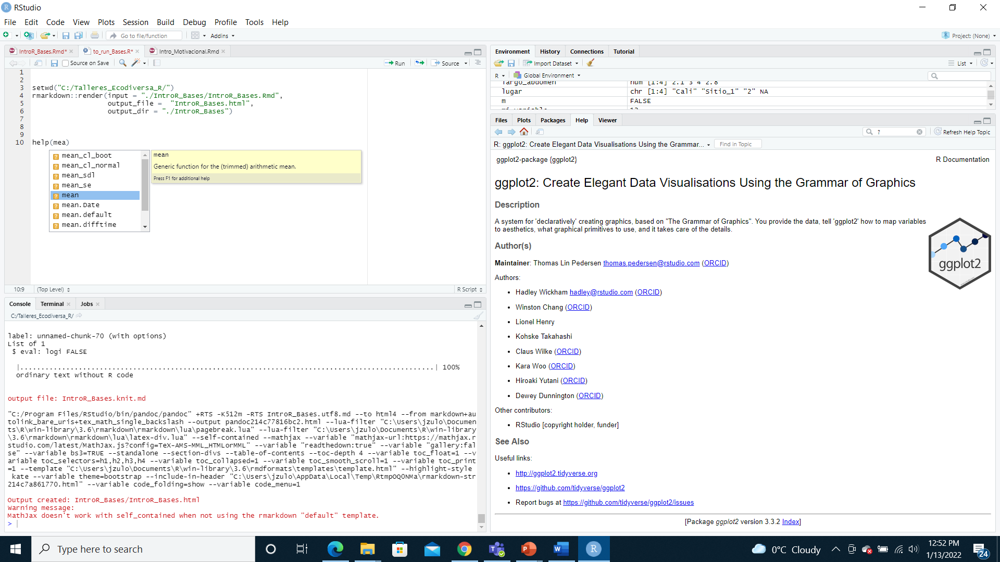 RStudio
File Edit Code View Plots Session Build Debug Profile Tools Help
Go to file/function Addins Project: (None)
IntroR_Bases.Rmd* to_run_Bases.R* Intro_Motivacional.Rmd
Source on Save Run Source
1
2
3 setwd("C:/Talleres_Ecodiversa_R/")
4 rmarkdown::render(input = "./IntroR_Bases/IntroR_Bases.Rmd",
5 output_file = "IntroR_Bases.html",
6 output_dir = "./IntroR_Bases")
7
8
9
10 help(mea)
mean_cl_boot
mean_cl_normal
mean_sdl
mean_se
mean
mean.Date
mean.default
mean.difftime
mean
Generic function for the (trimmed) arithmetic mean.
Press F1 for additional help
10:9 (Top Level) R Script
Console Terminal Jobs
C:/Talleres_Ecodiversa_R/
label: unnamed-chunk-70 (with options)
List of 1
$ eval: logi FALSE
|..................................................................................................| 100%
ordinary text without R code
output file: IntroR_Bases.knit.md
"C:/Program Files/RStudio/bin/pandoc/pandoc" +RTS -K512m -RTS IntroR_Bases.utf8.md --to html4 --from markdown+au
tolink_bare_uris+tex_math_single_backslash --output pandoc214c77816bc2.html --lua-filter "C:\Users\jzulo\Documen
ts\R\win-library\3.6\rmarkdown\rmarkdown\lua\pagebreak.lua" --lua-filter "C:\Users\jzulo\Documents\R\win-library
\3.6\rmarkdown\rmarkdown\lua\latex-div.lua" --self-contained --mathjax --variable "mathjax-url:https://mathjax.r
studio.com/latest/MathJax.js?config=TeX-AMS-MML_HTMLorMML" --variable "readthedown:true" --variable "gallery:fal
se" --variable bs3=TRUE --standalone --section-divs --table-of-contents --toc-depth 4 --variable toc_float=1 --v
ariable toc_selectors=h1,h2,h3,h4 --variable toc_collapsed=1 --variable toc_smooth_scroll=1 --variable toc_print
=1 --template "C:\Users\jzulo\Documents\R\win-library\3.6\rmdformats\templates\template.html" --highlight-style
kate --variable theme=bootstrap --include-in-header "C:\Users\jzulo\AppData\Local\Temp\RtmpOQONMa\rmarkdown-str
214c7a861770.html" --variable code_folding=show --variable code_menu=1
Output created: IntroR_Bases/IntroR_Bases.html
Warning message:
MathJax doesn't work with self_contained when not using the rmarkdown "default" template.
>
Environment History Connections Tutorial
Import Dataset List
R Global Environment
largo_abdomen num [1:4] 2.1 3 4 2.8
lugar chr [1:4] "Cali" "Sitio_1" "2" NA
m FALSE
mi_variable 12
Files Plots Packages Help Viewer
? Refresh Help Topic
R: ggplot2: Create Elegant Data Visualisations Using the Grammar... Find in Topic
ggplot2-package {ggplot2} R Documentation
ggplot2: Create Elegant Data Visualisations Using the Grammar of Graphics
Description
A system for 'declaratively' creating graphics, based on "The Grammar of Graphics". You provide the data, tell 'ggplot2' how to map variables
to aesthetics, what graphical primitives to use, and it takes care of the details.
ggplot2
Author(s)
Maintainer: Thomas Lin Pedersen thomas.pedersen@rstudio.com (ORCID)
Authors:
• Hadley Wickham hadley@rstudio.com (ORCID)
• Winston Chang (ORCID)
• Lionel Henry
• Kohske Takahashi
• Claus Wilke (ORCID)
• Kara Woo (ORCID)
• Hiroaki Yutani (ORCID)
• Dewey Dunnington (ORCID)
Other contributors:
• RStudio [copyright holder, funder]
See Also
Useful links:
• http://ggplot2.tidyverse.org
• https://github.com/tidyverse/ggplot2
• Report bugs at https://github.com/tidyverse/ggplot2/issues
[Package ggplot2 version 3.3.2 Index]
Type here to search
0°C Cloudy
12:52 PM
1/13/2022
24